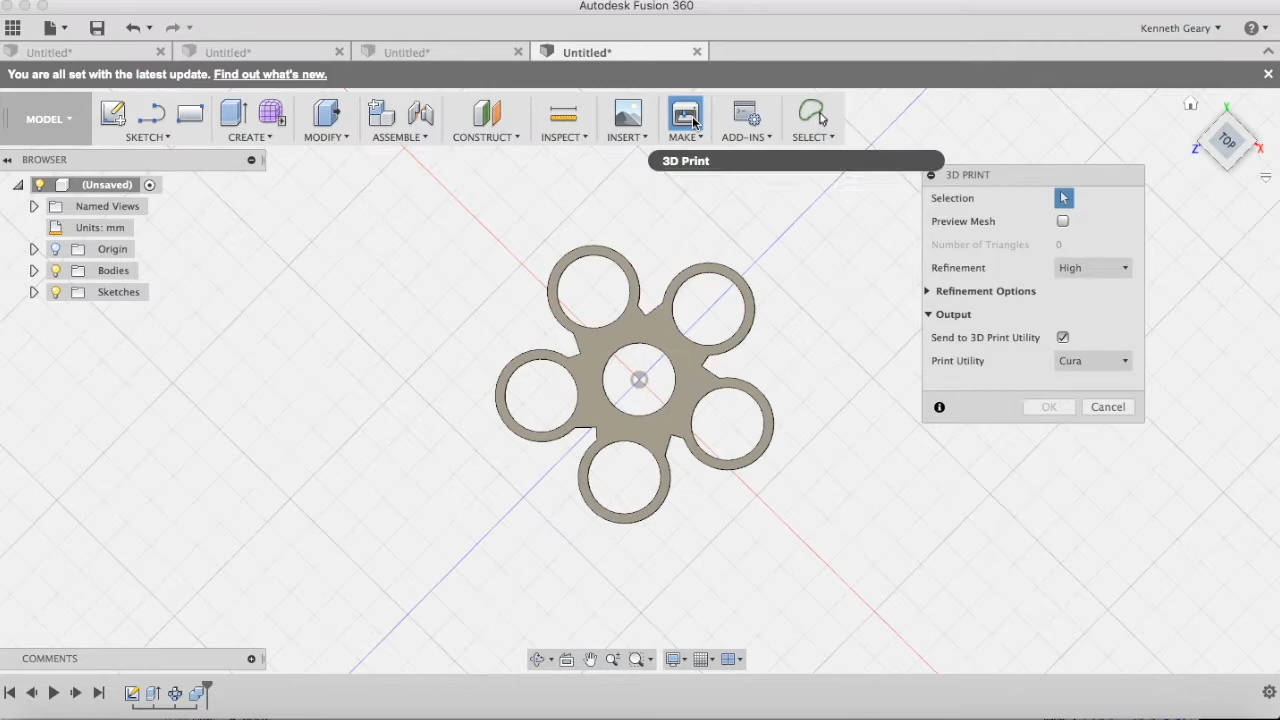 Autodesk Fusion 360
Kenneth Geary
Untitled*
Untitled*
Untitled*
Untitled*
You are all set with the latest update. Find out what's new.
MODEL
SKETCH
CREATE
MODIFY
ASSEMBLE
CONSTRUCT
INSPECT
INSERT
MAKE
ADD-INS
SELECT
BROWSER
3D Print
(Unsaved)
Named Views
Units: mm
Origin
Bodies
Sketches
TOP
Y
Z
X
3D PRINT
Selection
Preview Mesh
Number of Triangles 0
Refinement High
Refinement Options
Output
Send to 3D Print Utility
Print Utility Cura
OK Cancel
COMMENTS